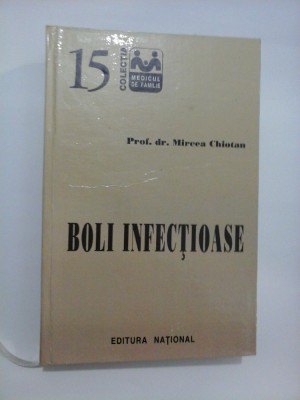 15
COLECȚIA
MEDICUL
DE FAMILIE
Prof. dr. Mircea Chiotan
BOLI INFECȚIOASE
EDITURA NAȚIONAL